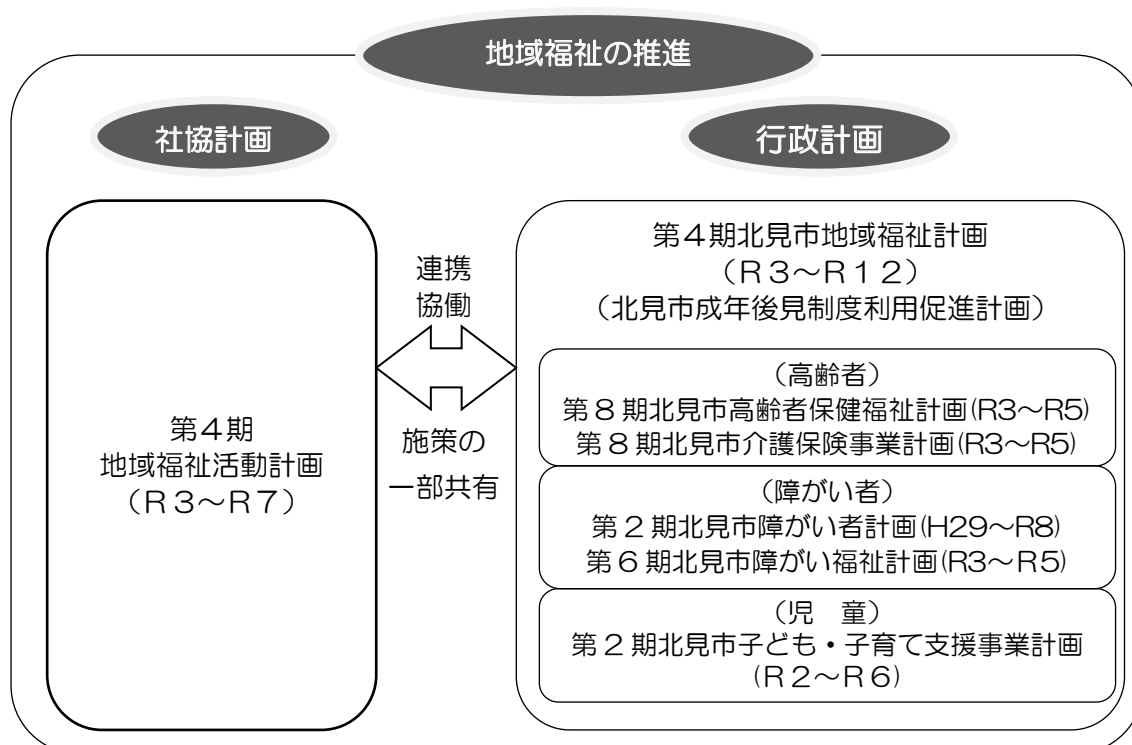 地域福祉の推進
社協計画
行政計画
第4期
地域福祉活動計画
（R3～R7）
連携
協働
施策の
一部共有
第4期北見市地域福祉計画
（R3～R12）
（北見市成年後見制度利用促進計画）
（高齢者）
第8期北見市高齢者保健福祉計画(R3～R5)
第8期北見市介護保険事業計画(R3～R5)
（障がい者）
第2期北見市障がい者計画(H29～R8)
第6期北見市障がい福祉計画(R3～R5)
（児　童）
第2期北見市子ども・子育て支援事業計画
(R2～R6)